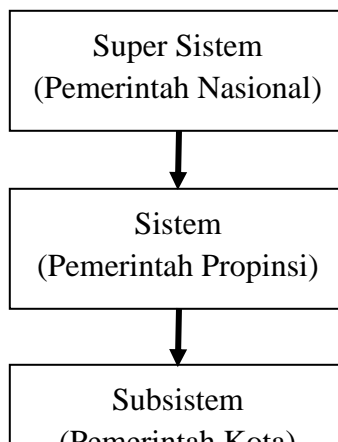 Super Sistem
(Pemerintah Nasional)
Sistem
(Pemerintah Propinsi)
Subsistem
(Pemerintah Kota)